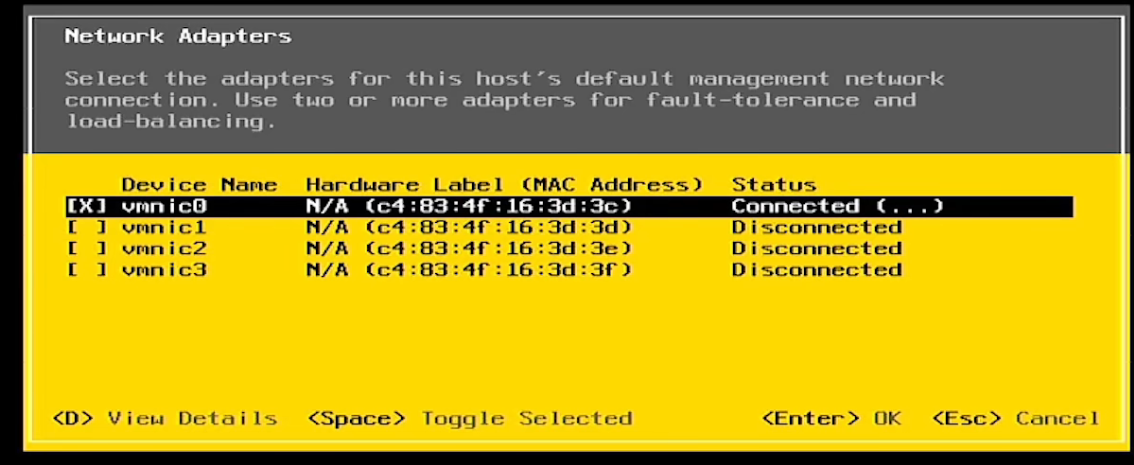 Network Adapters
Select the adapters for this host's default management network
connection. Use two or more adapters for fault-tolerance and
load-balancing.
Device Name Hardware Label (MAC Address) Status
[X] vmnic0 N/A (c4:83:4f:16:3d:3c) Connected (...)
[ ] vmnic1 N/A (c4:83:4f:16:3d:3d) Disconnected
[ ] vmnic2 N/A (c4:83:4f:16:3d:3e) Disconnected
[ ] vmnic3 N/A (c4:83:4f:16:3d:3f) Disconnected
<D> View Details <Space> Toggle Selected <Enter> OK <Esc> Cancel